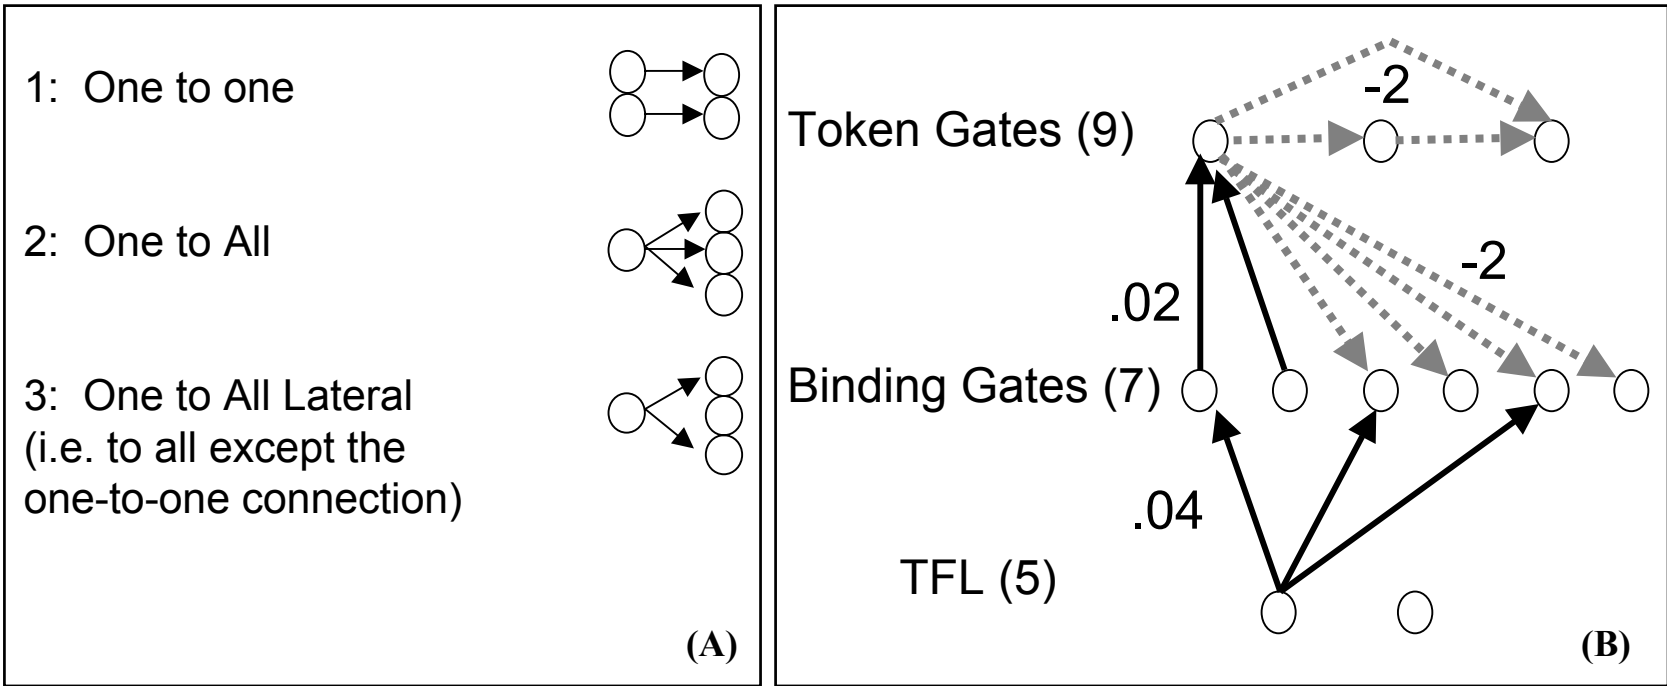 1: One to one
2: One to All
3: One to All Lateral
(i.e. to all except the
one-to-one connection)
(A)
-2
Token Gates (9)
-2
.02
Binding Gates (7)
.04
TFL (5)
(B)